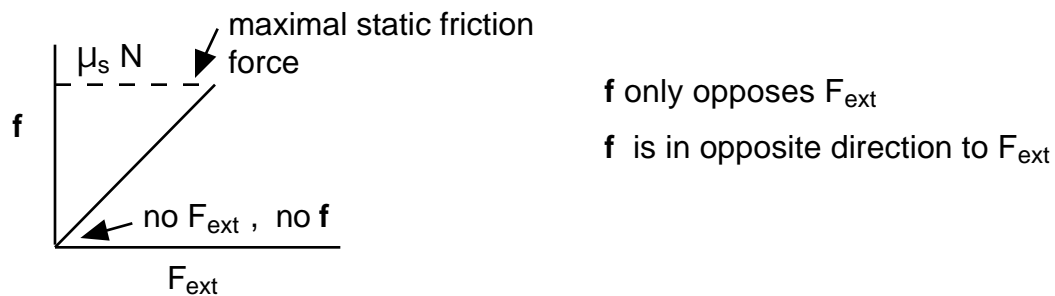 maximal static friction
force
μs N
f
no Fext , no f
Fext
f only opposes Fext
f is in opposite direction to Fext